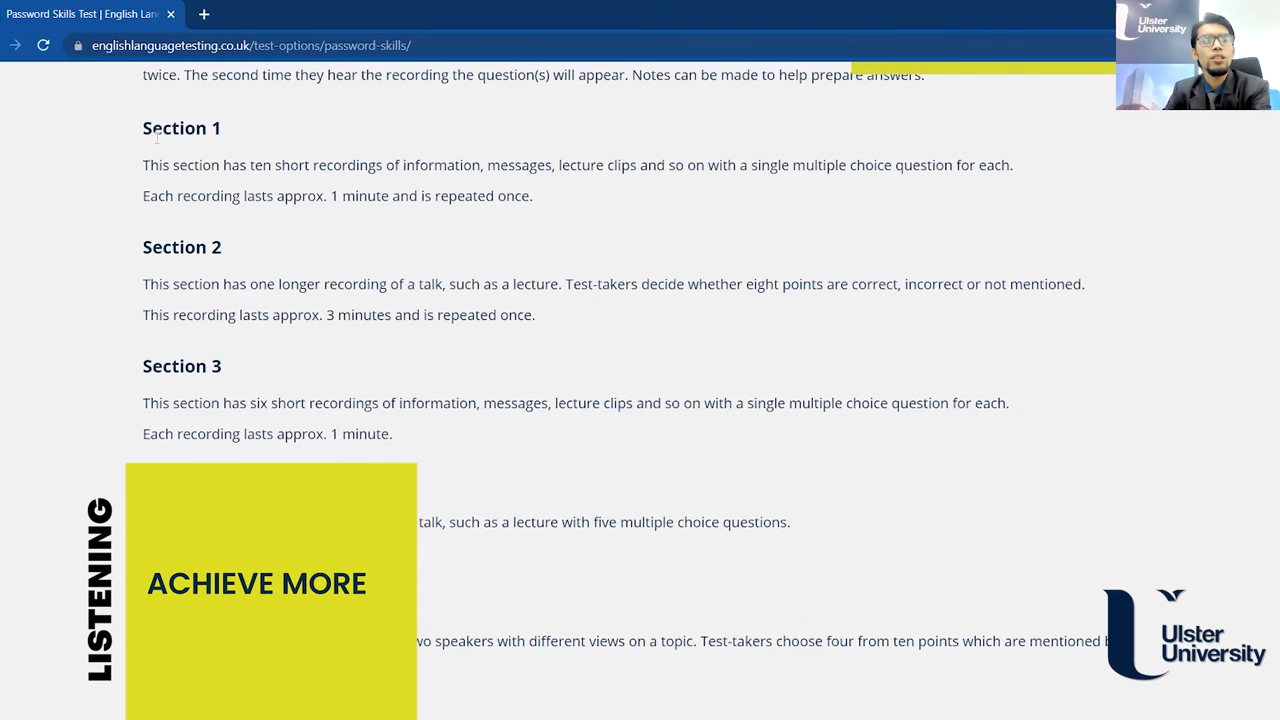 Password Skills Test | English Lan
englishlanguagetesting.co.uk/test-options/password-skills/
Ulster
University
twice. The second time they hear the recording the question(s) will appear. Notes can be made to help prepare answers.
Section 1
This section has ten short recordings of information, messages, lecture clips and so on with a single multiple choice question for each.
Each recording lasts approx. 1 minute and is repeated once.
Section 2
This section has one longer recording of a talk, such as a lecture. Test-takers decide whether eight points are correct, incorrect or not mentioned.
This recording lasts approx. 3 minutes and is repeated once.
Section 3
This section has six short recordings of information, messages, lecture clips and so on with a single multiple choice question for each.
Each recording lasts approx. 1 minute.
talk, such as a lecture with five multiple choice questions.
LISTENING
ACHIEVE MORE
wo speakers with different views on a topic. Test-takers choose four from ten points which are mentioned
Ulster
University